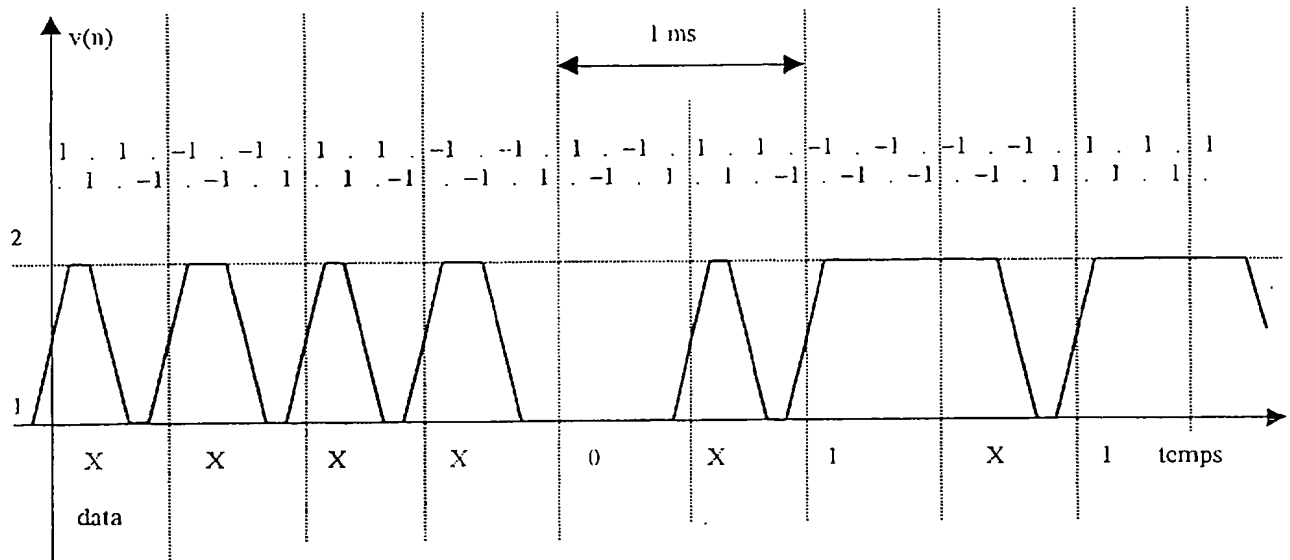 v(n)
1 ms
1 . 1 . -1 . -1 . 1 . 1 . -1 . -1 . 1 . -1 . 1 . 1 . -1 . -1 . -1 . -1 . 1 . 1 . 1
. 1 . -1 . -1 . 1 . 1 . -1 . -1 . 1 . -1 . 1 . 1 . -1 . -1 . -1 . -1 . 1 . 1 . 1 .
2
1
X X X X 0 X 1 X 1 temps
data